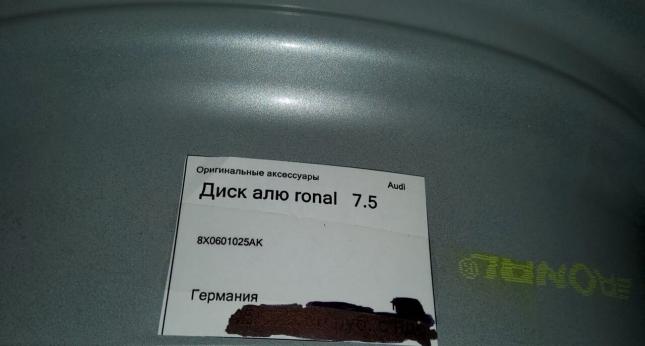 Оригинальные аксессуары
Audi
Диск алю ronal 7.5
8X0601025AK
Германия
RONAL®